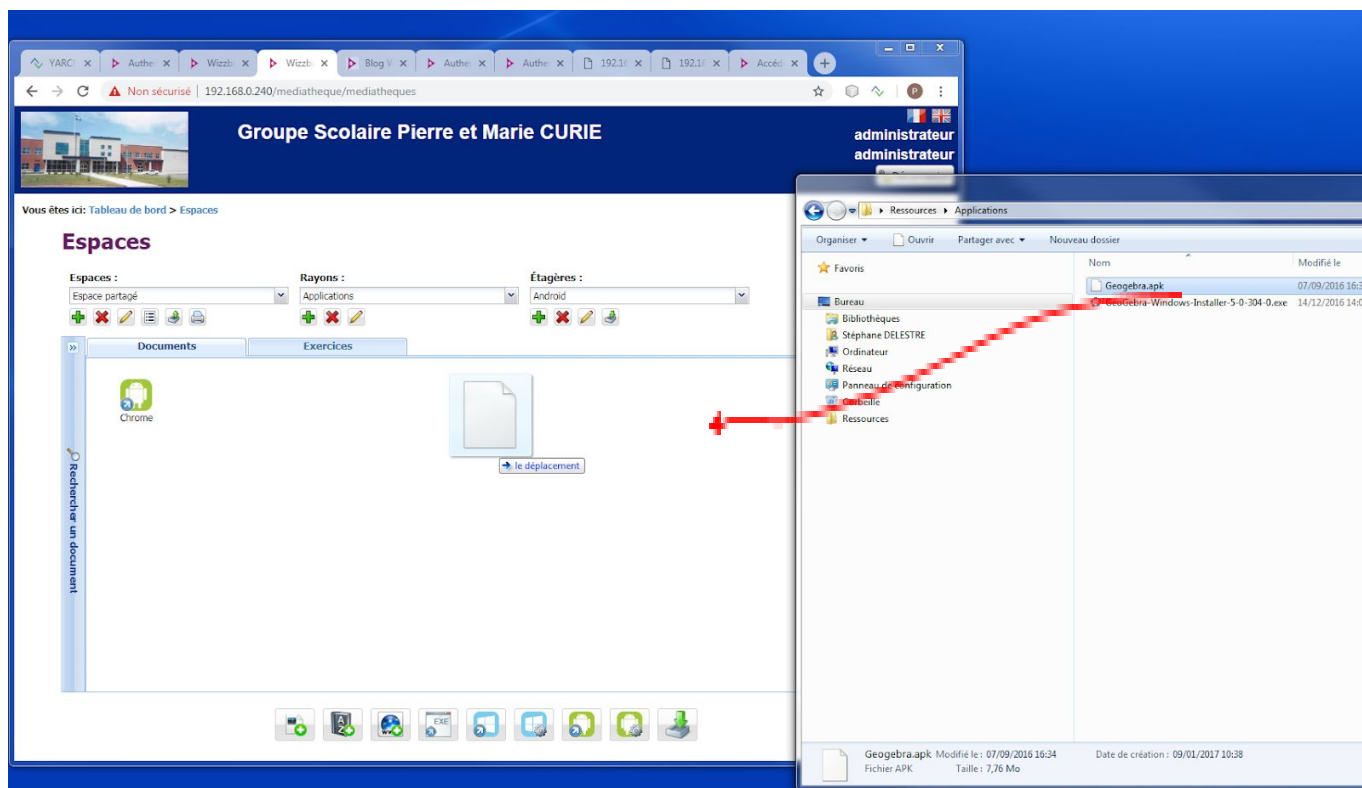 YARC
Authe
Wizzb
Wizzb
Blog V
Authe
Authe
192.16
192.16
Accéd
Non sécurisé | 192.168.0.240/mediatheque/mediatheques
P
Groupe Scolaire Pierre et Marie CURIE
administrateur
administrateur
Vous êtes ici: Tableau de bord > Espaces
Espaces
Espaces :
Rayons :
Étagères :
Espace partagé
Applications
Android
Documents
Exercices
Chrome
le déplacement
Rechercher un document
EXE
Ressources
Applications
Organiser
Ouvrir
Partager avec
Nouveau dossier
Favoris
Bureau
Bibliothèques
Stéphane DELESTRE
Ordinateur
Réseau
Panneau de configuration
Corbeille
Ressources
Nom
Modifié le
Geogebra.apk
07/09/2016 16:3
GeoGebra-Windows-Installer-5-0-304-0.exe
14/12/2016 14:0
Geogebra.apk Modifié le : 07/09/2016 16:34
Date de création : 09/01/2017 10:38
Fichier APK
Taille : 7,76 Mo